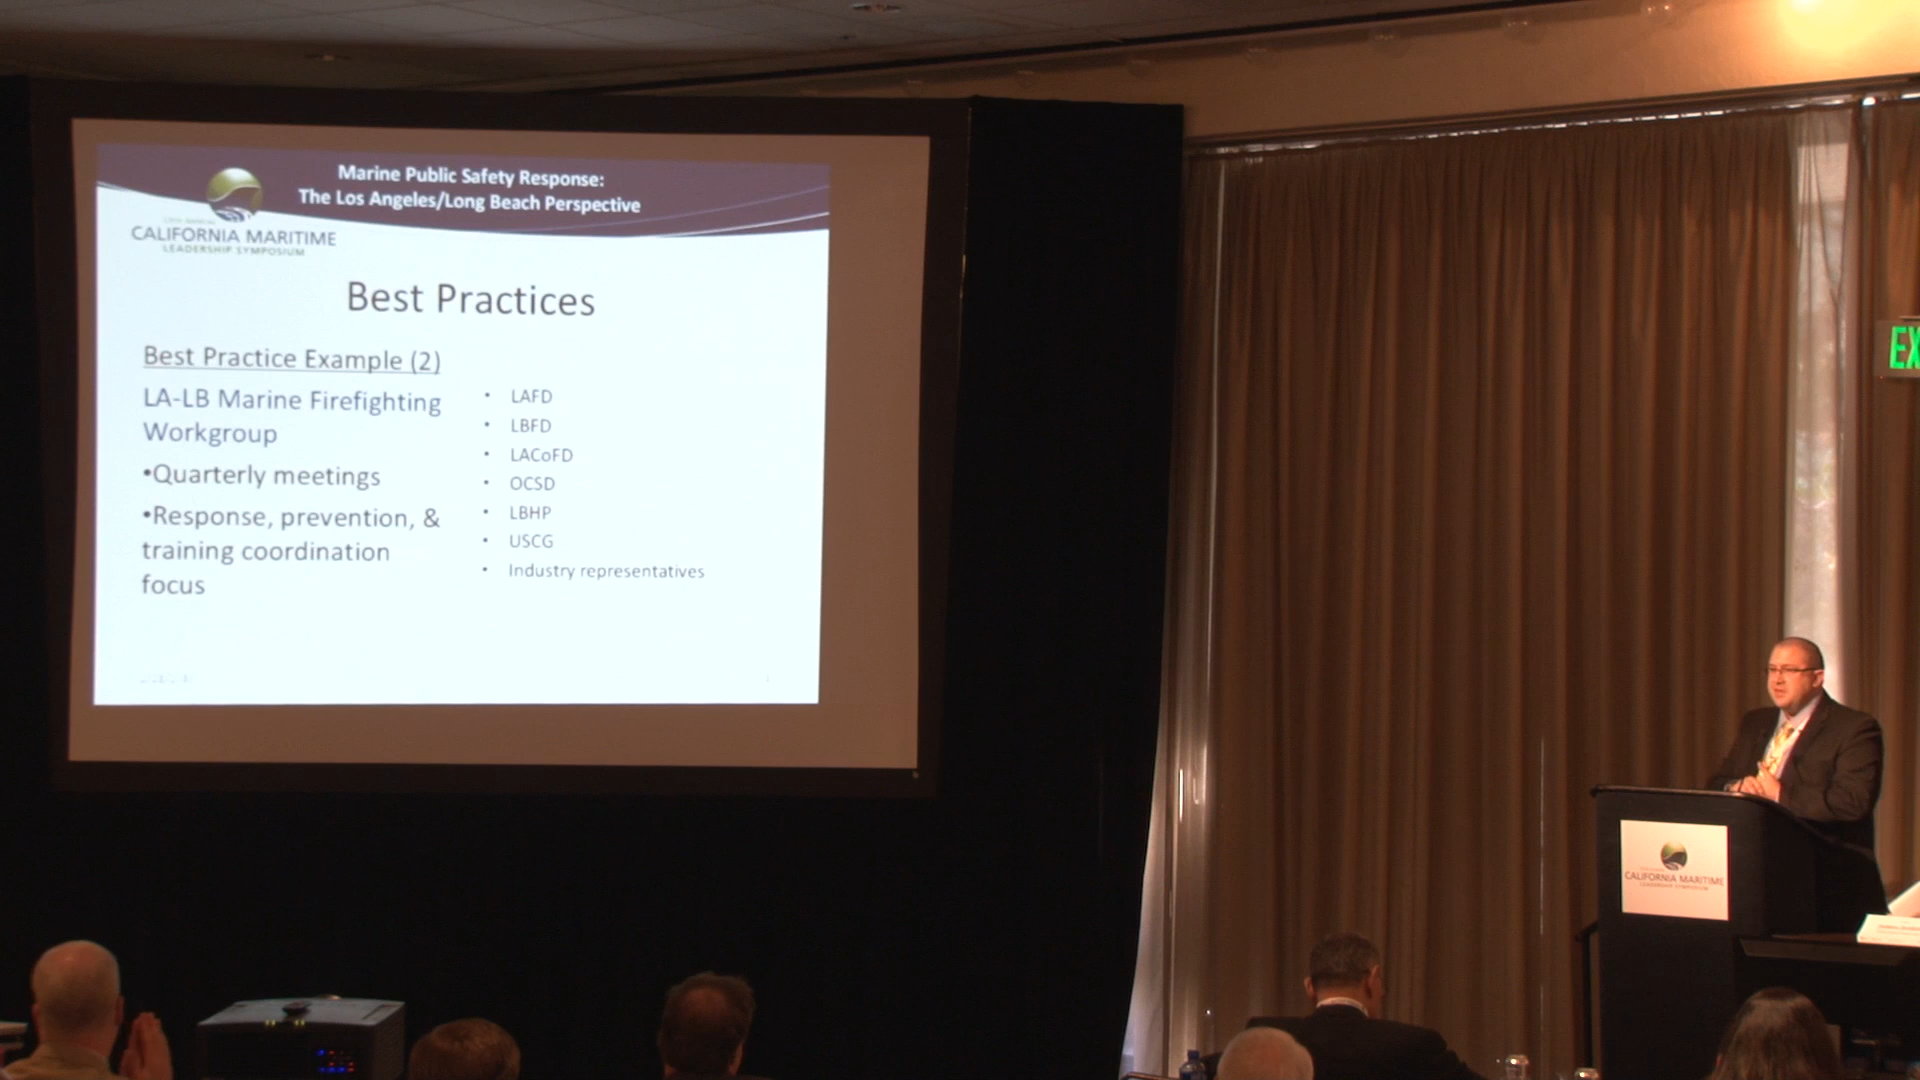 Marine Public Safety Response:
The Los Angeles/Long Beach Perspective
CALIFORNIA MARITIME
LEADERSHIP SYMPOSIUM
Best Practices
Best Practice Example (2)
LA-LB Marine Firefighting
Workgroup
•Quarterly meetings
•Response, prevention, &
training coordination
focus
• LAFD
• LBFD
• LACoFD
• OCSD
• LBHP
• USCG
• Industry representatives
EX
CALIFORNIA MARITIME
LEADERSHIP SYMPOSIUM